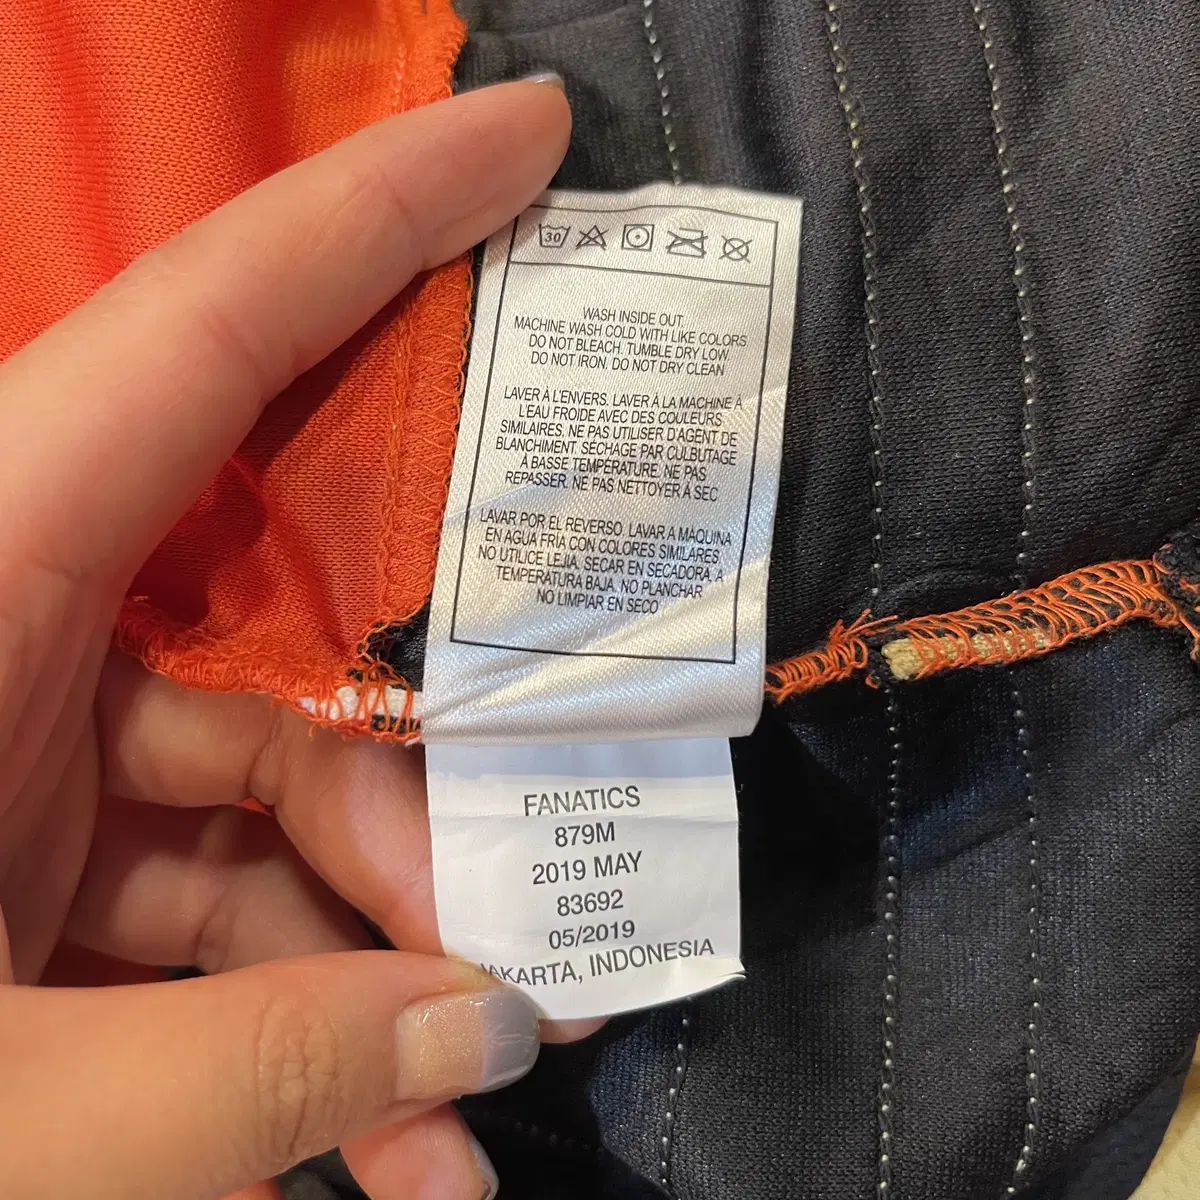 30
WASH INSIDE OUT.
MACHINE WASH COLD WITH LIKE COLORS
DO NOT BLEACH. TUMBLE DRY LOW.
DO NOT IRON. DO NOT DRY CLEAN
LAVER À L'ENVERS. LAVER À LA MACHINE À
L'EAU FROIDE AVEC DES COULEURS
SIMILAIRES. NE PAS UTILISER D'AGENT DE
BLANCHIMENT. SÉCHAGE PAR CULBUTAGE
À BASSE TEMPÉRATURE. NE PAS
REPASSER. NE PAS NETTOYER À SEC
LAVAR POR EL REVERSO. LAVAR A MÁQUINA
EN AGUA FRÍA CON COLORES SIMILARES.
NO UTILICE LEJÍA. SECAR EN SECADORA. A
TEMPERATURA BAJA. NO PLANCHAR
NO LIMPIAR EN SECO
FANATICS
879M
2019 MAY
83692
05/2019
JAKARTA, INDONESIA